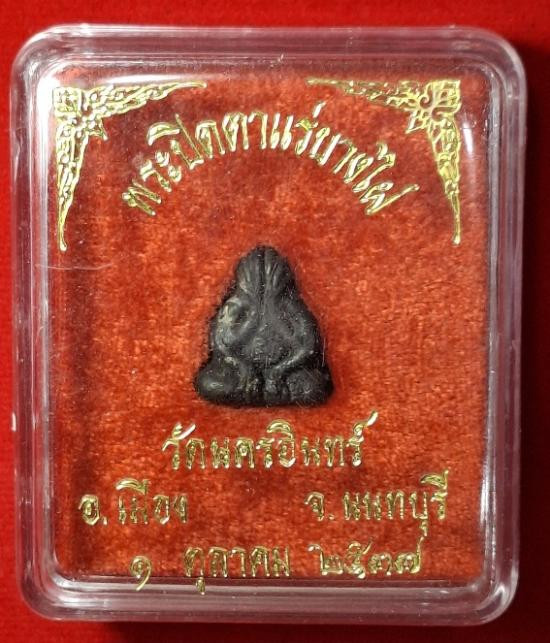 พระปิดตาแร่บางไผ่
วัดนครอินทร์
อ. เมือง จ. นนทบุรี
๑ ตุลาคม ๒๕๓๗